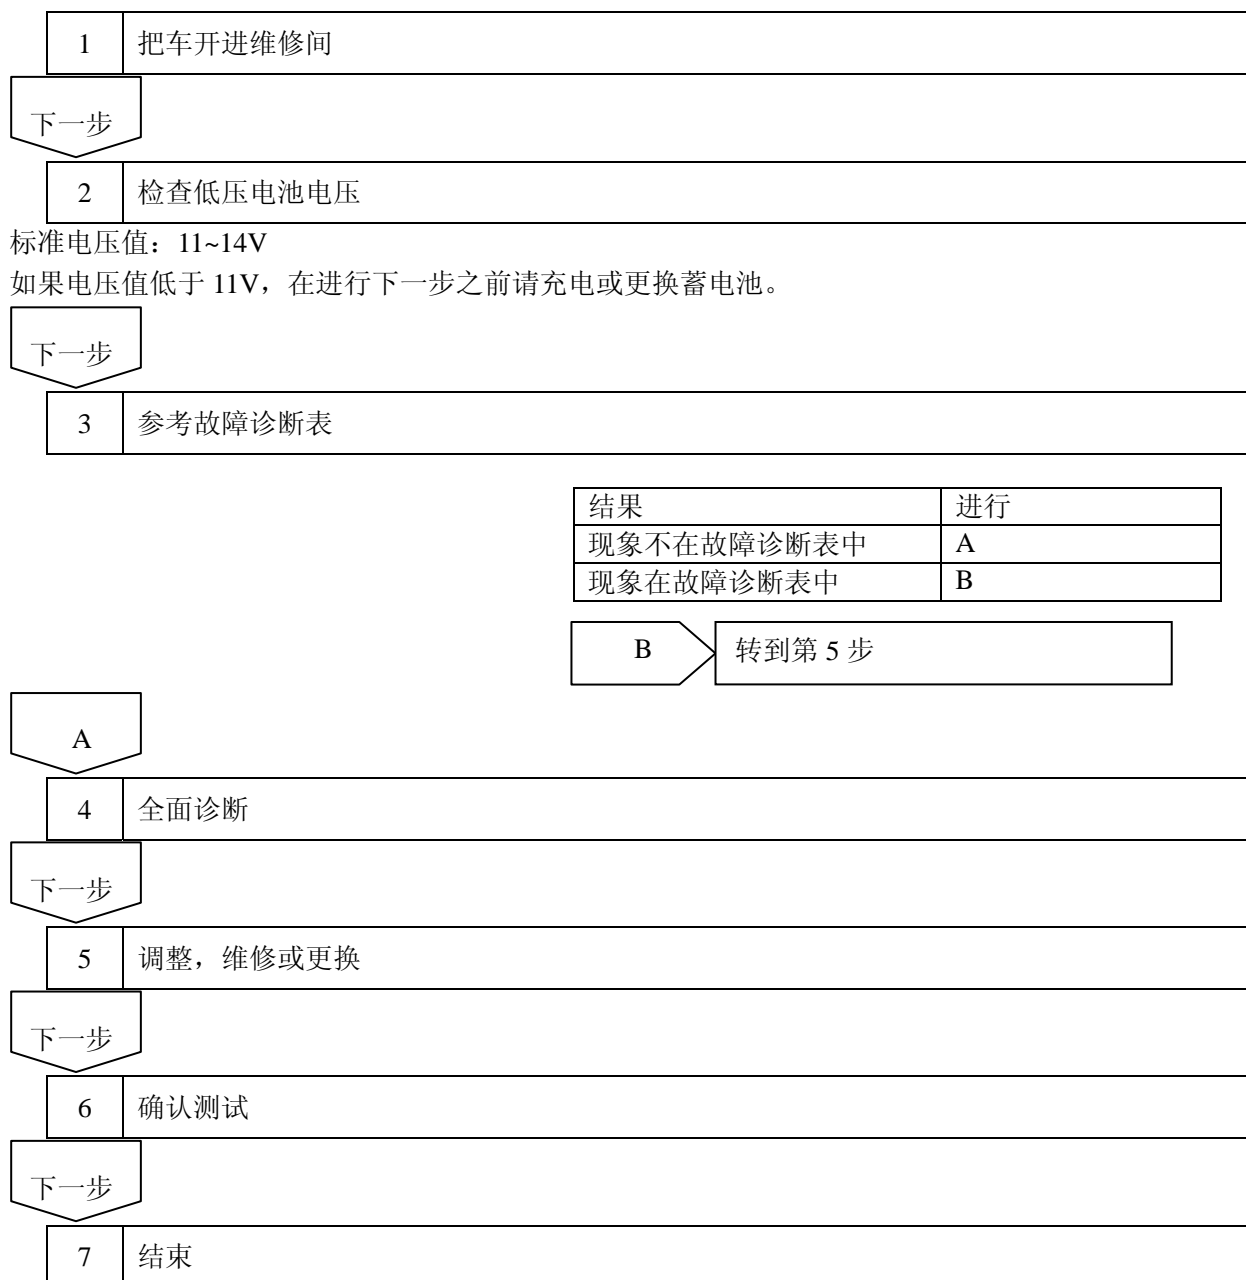 1 把车开进维修间
下一步
2 检查低压电池电压
标准电压值：11~14V
如果电压值低于 11V，在进行下一步之前请充电或更换蓄电池。
下一步
3 参考故障诊断表
结果 进行
现象不在故障诊断表中 A
现象在故障诊断表中 B
B 转到第 5 步
A
4 全面诊断
下一步
5 调整，维修或更换
下一步
6 确认测试
下一步
7 结束